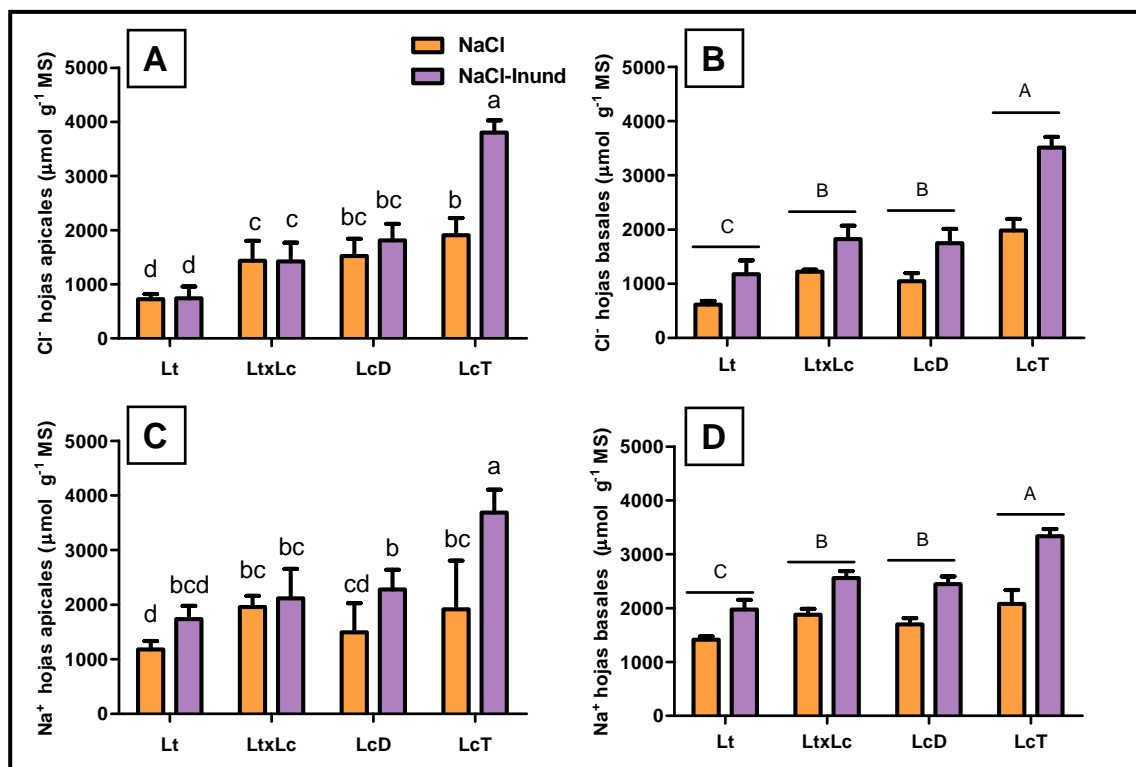 A
NaCl
NaCl-Inund
Cl⁻ hojas apicales (µmol g⁻¹ MS)
5000
4000
3000
2000
1000
0
d
d
c
c
bc
bc
b
a
Lt
LtxLc
LcD
LcT
B
Cl⁻ hojas basales (µmol g⁻¹ MS)
5000
4000
3000
2000
1000
0
C
B
B
A
Lt
LtxLc
LcD
LcT
C
Na⁺ hojas apicales (µmol g⁻¹ MS)
5000
4000
3000
2000
1000
0
d
bcd
bc
bc
cd
b
bc
a
Lt
LtxLc
LcD
LcT
D
Na⁺ hojas basales (µmol g⁻¹ MS)
5000
4000
3000
2000
1000
0
C
B
B
A
Lt
LtxLc
LcD
LcT